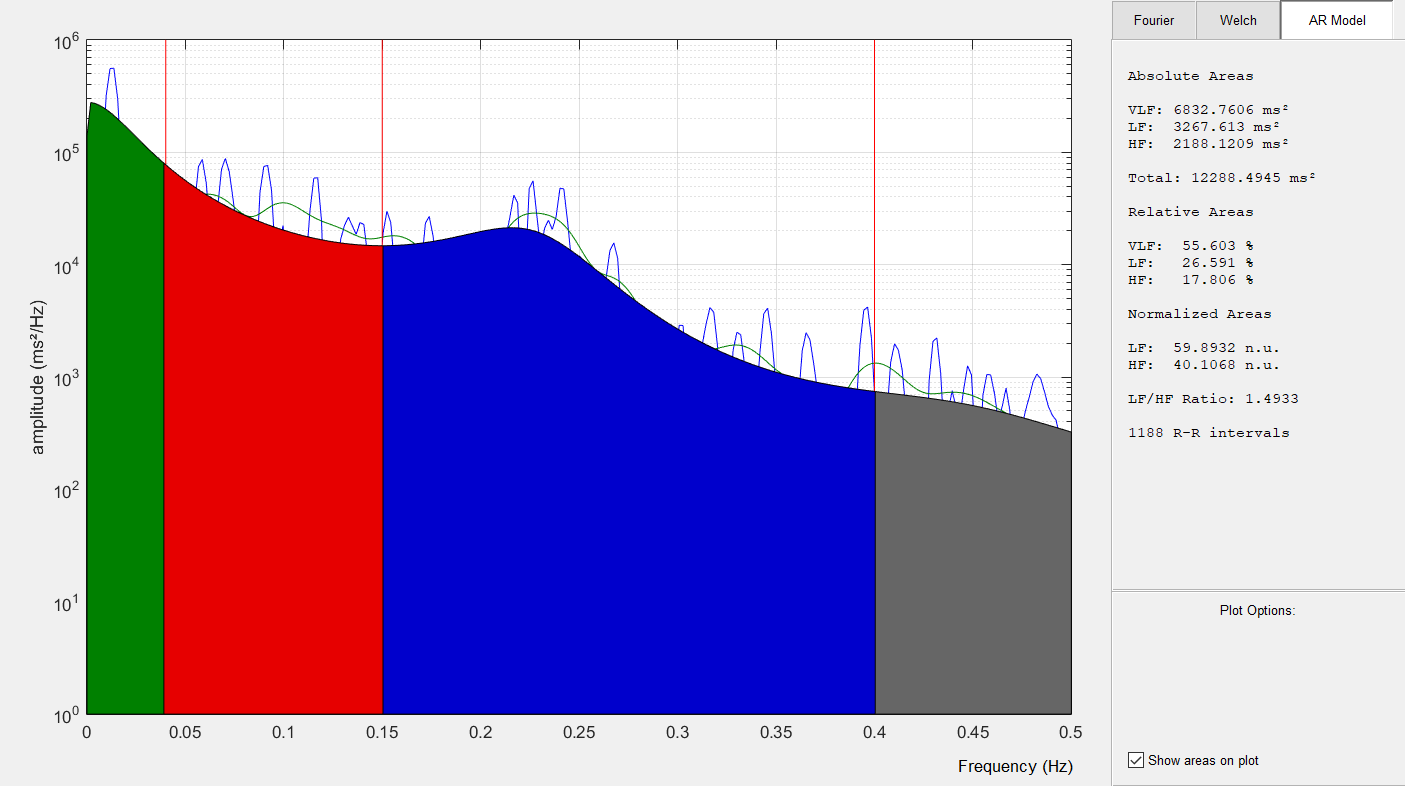 Fourier Welch AR Model
Absolute Areas
VLF: 6832.7606 ms²
LF: 3267.613 ms²
HF: 2188.1209 ms²
Total: 12288.4945 ms²
Relative Areas
VLF: 55.603 %
LF: 26.591 %
HF: 17.806 %
Normalized Areas
LF: 59.8932 n.u.
HF: 40.1068 n.u.
LF/HF Ratio: 1.4933
1188 R-R intervals
Plot Options:
Show areas on plot
amplitude (ms²/Hz)
10⁶
10⁵
10⁴
10³
10²
10¹
10⁰
0 0.05 0.1 0.15 0.2 0.25 0.3 0.35 0.4 0.45 0.5
Frequency (Hz)